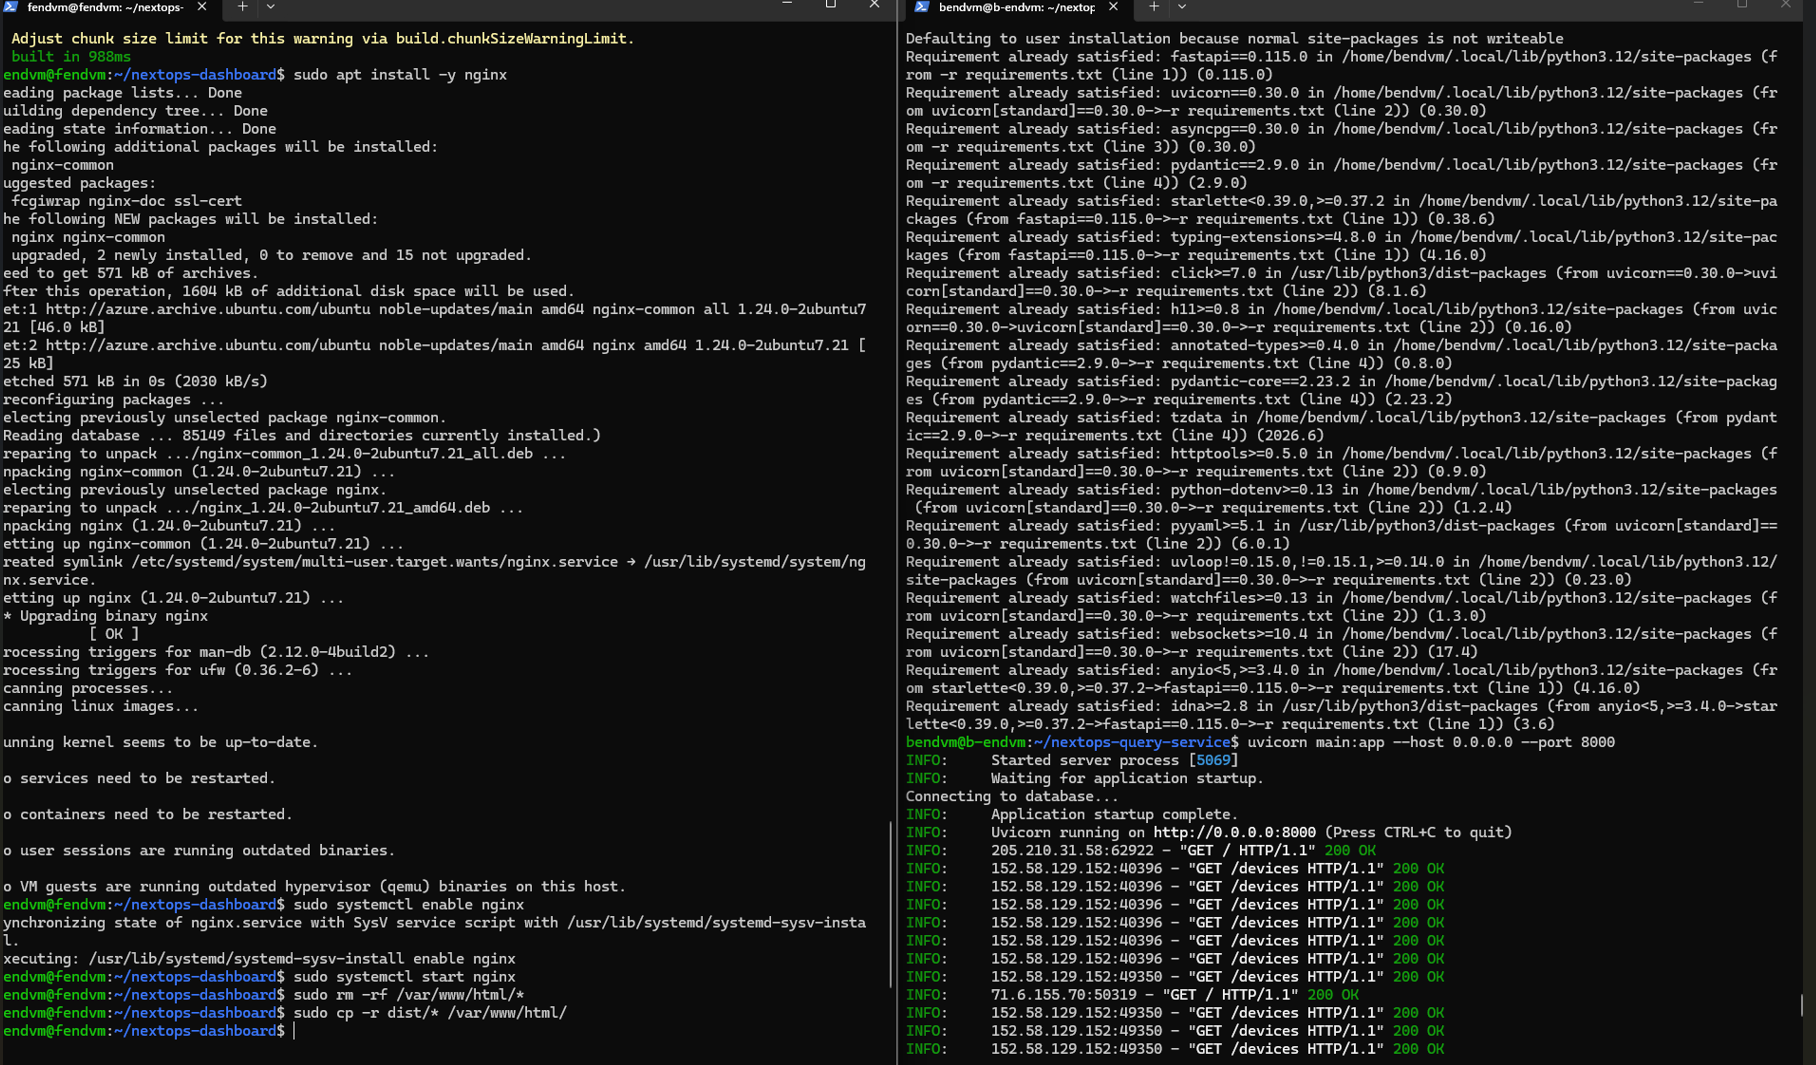 fendvm@fendvm: ~/nextops-
Adjust chunk size limit for this warning via build.chunkSizeWarningLimit.
built in 988ms
endvm@fendvm:~/nextops-dashboard$ sudo apt install -y nginx
eading package lists... Done
uilding dependency tree... Done
eading state information... Done
he following additional packages will be installed:
nginx-common
uggested packages:
fcgiwrap nginx-doc ssl-cert
he following NEW packages will be installed:
nginx nginx-common
upgraded, 2 newly installed, 0 to remove and 15 not upgraded.
eed to get 571 kB of archives.
fter this operation, 1604 kB of additional disk space will be used.
et:1 http://azure.archive.ubuntu.com/ubuntu noble-updates/main amd64 nginx-common all 1.24.0-2ubuntu7
21 [46.0 kB]
et:2 http://azure.archive.ubuntu.com/ubuntu noble-updates/main amd64 nginx amd64 1.24.0-2ubuntu7.21 [
25 kB]
etched 571 kB in 0s (2030 kB/s)
reconfiguring packages ...
electing previously unselected package nginx-common.
Reading database ... 85149 files and directories currently installed.)
reparing to unpack .../nginx-common_1.24.0-2ubuntu7.21_all.deb ...
npacking nginx-common (1.24.0-2ubuntu7.21) ...
electing previously unselected package nginx.
reparing to unpack .../nginx_1.24.0-2ubuntu7.21_amd64.deb ...
npacking nginx (1.24.0-2ubuntu7.21) ...
etting up nginx-common (1.24.0-2ubuntu7.21) ...
reated symlink /etc/systemd/system/multi-user.target.wants/nginx.service → /usr/lib/systemd/system/ng
nx.service.
etting up nginx (1.24.0-2ubuntu7.21) ...
* Upgrading binary nginx
[ OK ]
rocessing triggers for man-db (2.12.0-4build2) ...
rocessing triggers for ufw (0.36.2-6) ...
canning processes...
canning linux images...
unning kernel seems to be up-to-date.
o services need to be restarted.
o containers need to be restarted.
o user sessions are running outdated binaries.
o VM guests are running outdated hypervisor (qemu) binaries on this host.
endvm@fendvm:~/nextops-dashboard$ sudo systemctl enable nginx
ynchronizing state of nginx.service with SysV service script with /usr/lib/systemd/systemd-sysv-insta
l.
xecuting: /usr/lib/systemd/systemd-sysv-install enable nginx
endvm@fendvm:~/nextops-dashboard$ sudo systemctl start nginx
endvm@fendvm:~/nextops-dashboard$ sudo rm -rf /var/www/html/*
endvm@fendvm:~/nextops-dashboard$ sudo cp -r dist/* /var/www/html/
endvm@fendvm:~/nextops-dashboard$
bendvm@b-endvm: ~/nextop
Defaulting to user installation because normal site-packages is not writeable
Requirement already satisfied: fastapi==0.115.0 in /home/bendvm/.local/lib/python3.12/site-packages (f
rom -r requirements.txt (line 1)) (0.115.0)
Requirement already satisfied: uvicorn==0.30.0 in /home/bendvm/.local/lib/python3.12/site-packages (fr
om uvicorn[standard]==0.30.0->-r requirements.txt (line 2)) (0.30.0)
Requirement already satisfied: asyncpg==0.30.0 in /home/bendvm/.local/lib/python3.12/site-packages (fr
om -r requirements.txt (line 3)) (0.30.0)
Requirement already satisfied: pydantic==2.9.0 in /home/bendvm/.local/lib/python3.12/site-packages (fr
om -r requirements.txt (line 4)) (2.9.0)
Requirement already satisfied: starlette<0.39.0,>=0.37.2 in /home/bendvm/.local/lib/python3.12/site-pa
ckages (from fastapi==0.115.0->-r requirements.txt (line 1)) (0.38.6)
Requirement already satisfied: typing-extensions>=4.8.0 in /home/bendvm/.local/lib/python3.12/site-pac
kages (from fastapi==0.115.0->-r requirements.txt (line 1)) (4.16.0)
Requirement already satisfied: click>=7.0 in /usr/lib/python3/dist-packages (from uvicorn==0.30.0->uvi
corn[standard]==0.30.0->-r requirements.txt (line 2)) (8.1.6)
Requirement already satisfied: h11>=0.8 in /home/bendvm/.local/lib/python3.12/site-packages (from uvic
orn==0.30.0->uvicorn[standard]==0.30.0->-r requirements.txt (line 2)) (0.16.0)
Requirement already satisfied: annotated-types>=0.4.0 in /home/bendvm/.local/lib/python3.12/site-packa
ges (from pydantic==2.9.0->-r requirements.txt (line 4)) (0.8.0)
Requirement already satisfied: pydantic-core==2.23.2 in /home/bendvm/.local/lib/python3.12/site-packag
es (from pydantic==2.9.0->-r requirements.txt (line 4)) (2.23.2)
Requirement already satisfied: tzdata in /home/bendvm/.local/lib/python3.12/site-packages (from pydant
ic==2.9.0->-r requirements.txt (line 4)) (2026.6)
Requirement already satisfied: httptools>=0.5.0 in /home/bendvm/.local/lib/python3.12/site-packages (f
rom uvicorn[standard]==0.30.0->-r requirements.txt (line 2)) (0.9.0)
Requirement already satisfied: python-dotenv>=0.13 in /home/bendvm/.local/lib/python3.12/site-packages
(from uvicorn[standard]==0.30.0->-r requirements.txt (line 2)) (1.2.4)
Requirement already satisfied: pyyaml>=5.1 in /usr/lib/python3/dist-packages (from uvicorn[standard]==
0.30.0->-r requirements.txt (line 2)) (6.0.1)
Requirement already satisfied: uvloop!=0.15.0,!=0.15.1,>=0.14.0 in /home/bendvm/.local/lib/python3.12/
site-packages (from uvicorn[standard]==0.30.0->-r requirements.txt (line 2)) (0.23.0)
Requirement already satisfied: watchfiles>=0.13 in /home/bendvm/.local/lib/python3.12/site-packages (f
rom uvicorn[standard]==0.30.0->-r requirements.txt (line 2)) (1.3.0)
Requirement already satisfied: websockets>=10.4 in /home/bendvm/.local/lib/python3.12/site-packages (f
rom uvicorn[standard]==0.30.0->-r requirements.txt (line 2)) (17.4)
Requirement already satisfied: anyio<5,>=3.4.0 in /home/bendvm/.local/lib/python3.12/site-packages (fr
om starlette<0.39.0,>=0.37.2->fastapi==0.115.0->-r requirements.txt (line 1)) (4.16.0)
Requirement already satisfied: idna>=2.8 in /usr/lib/python3/dist-packages (from anyio<5,>=3.4.0->star
lette<0.39.0,>=0.37.2->fastapi==0.115.0->-r requirements.txt (line 1)) (3.6)
bendvm@b-endvm:~/nextops-query-service$ uvicorn main:app --host 0.0.0.0 --port 8000
INFO: Started server process [5069]
INFO: Waiting for application startup.
Connecting to database...
INFO: Application startup complete.
INFO: Uvicorn running on http://0.0.0.0:8000 (Press CTRL+C to quit)
INFO: 205.210.31.58:62922 - "GET / HTTP/1.1" 200 OK
INFO: 152.58.129.152:40396 - "GET /devices HTTP/1.1" 200 OK
INFO: 152.58.129.152:40396 - "GET /devices HTTP/1.1" 200 OK
INFO: 152.58.129.152:40396 - "GET /devices HTTP/1.1" 200 OK
INFO: 152.58.129.152:40396 - "GET /devices HTTP/1.1" 200 OK
INFO: 152.58.129.152:40396 - "GET /devices HTTP/1.1" 200 OK
INFO: 152.58.129.152:40396 - "GET /devices HTTP/1.1" 200 OK
INFO: 152.58.129.152:49350 - "GET /devices HTTP/1.1" 200 OK
INFO: 71.6.155.70:50319 - "GET / HTTP/1.1" 200 OK
INFO: 152.58.129.152:49350 - "GET /devices HTTP/1.1" 200 OK
INFO: 152.58.129.152:49350 - "GET /devices HTTP/1.1" 200 OK
INFO: 152.58.129.152:49350 - "GET /devices HTTP/1.1" 200 OK